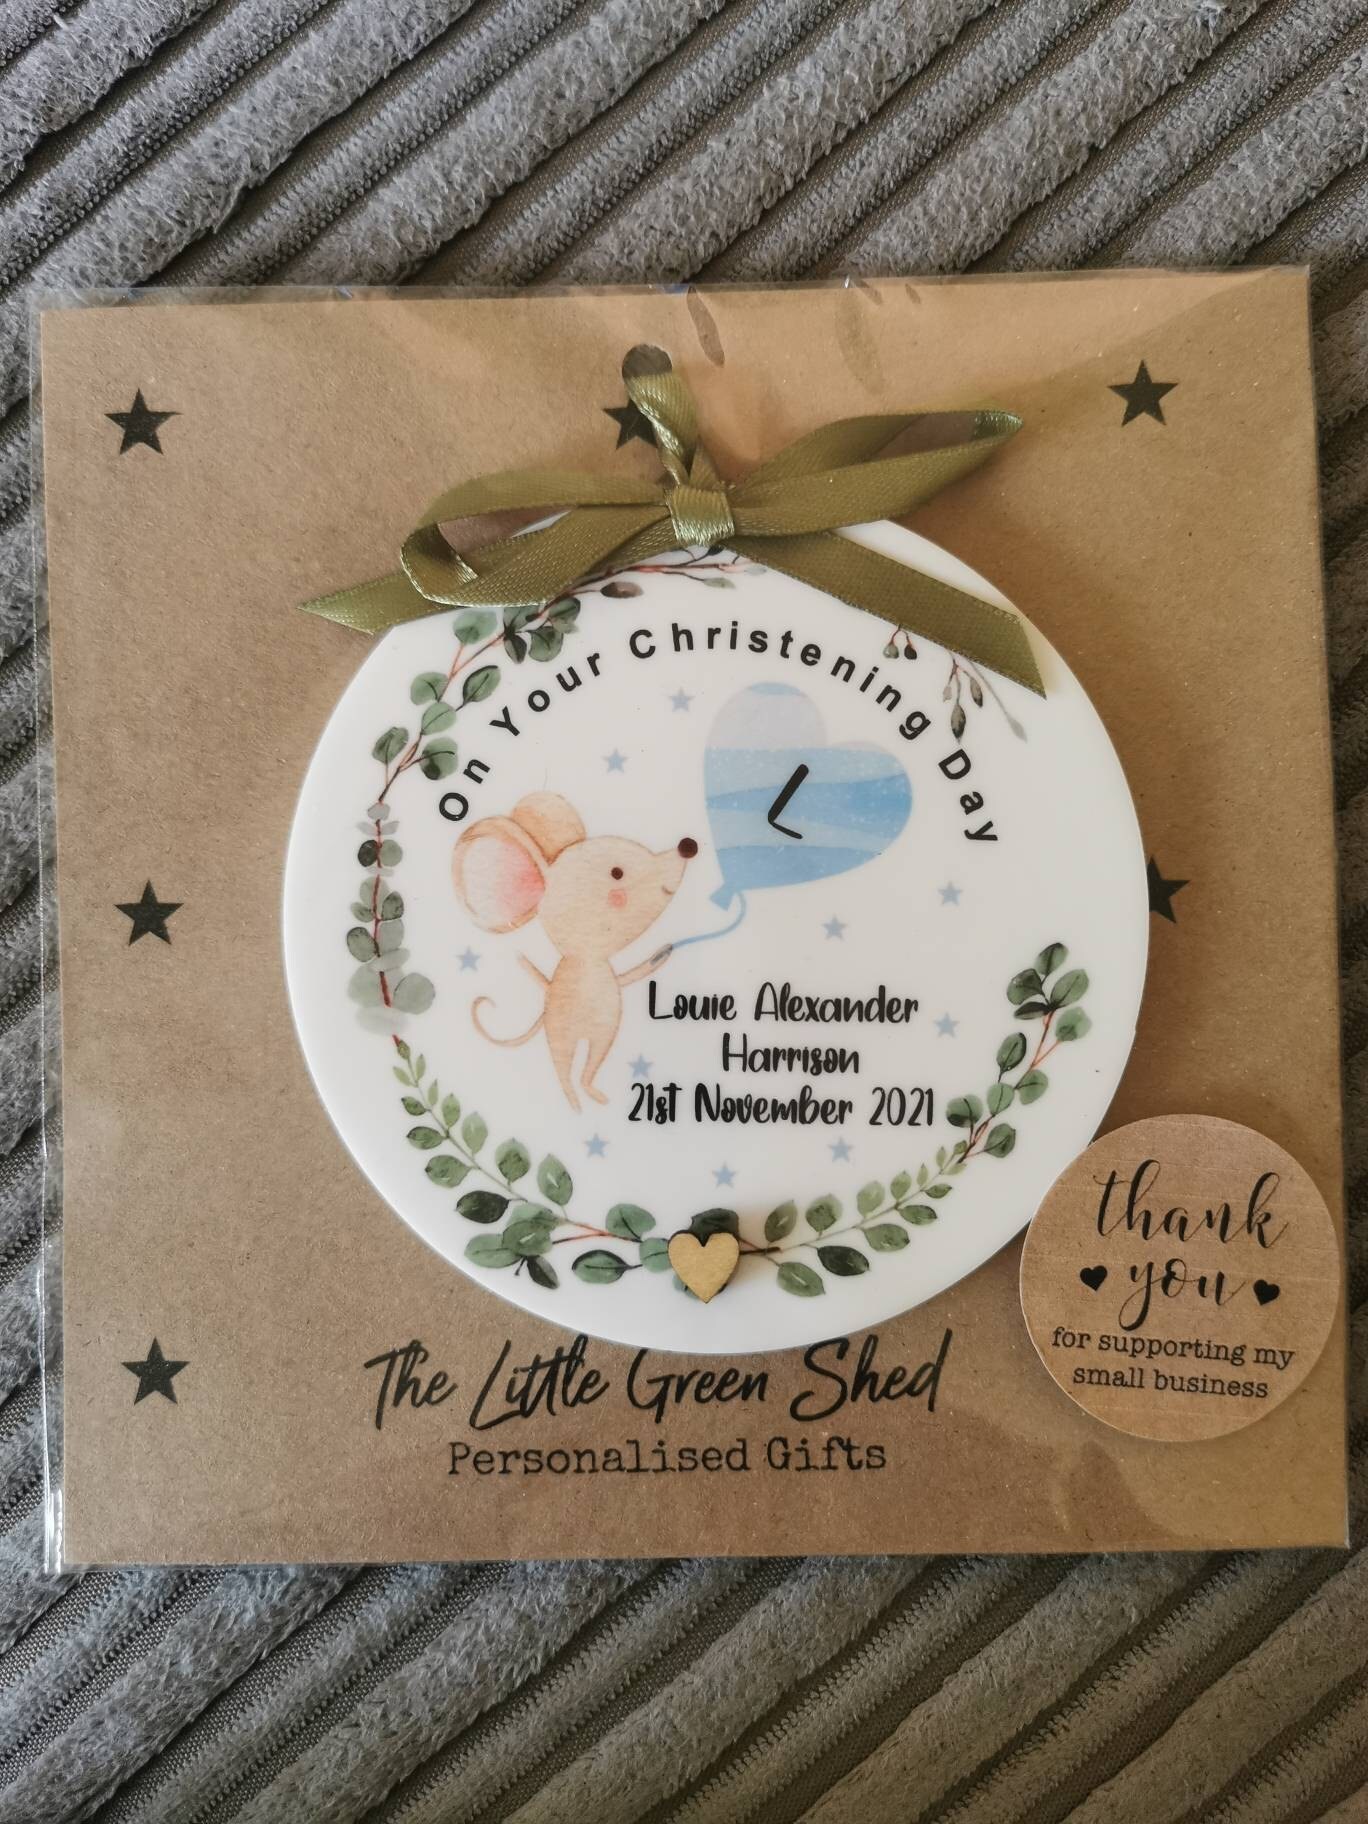 On Your Christening Day
L
Louie Alexander
Harrison
21st November 2021
thank
you
for supporting my
small business
The Little Green Shed
Personalised Gifts